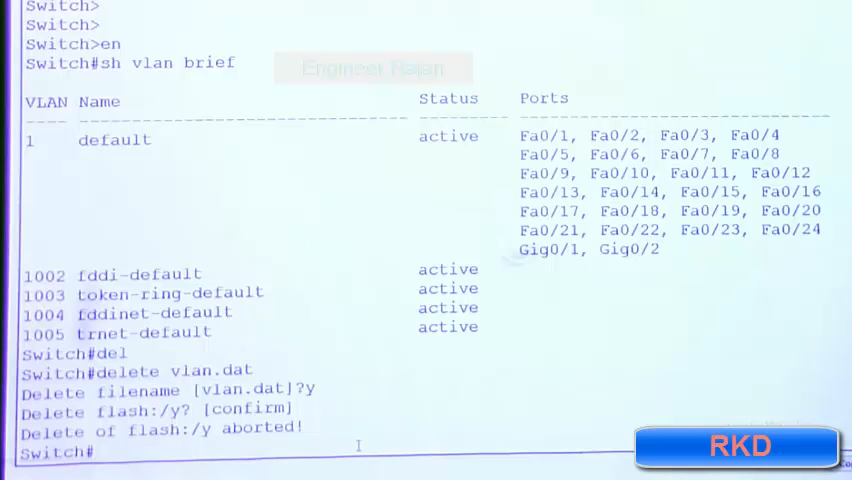 Switch>
Switch>
Switch>en
Switch#sh vlan brief
Engineer Rajan
VLAN Name Status Ports
---- -------------------------------- --------- -------------------------------
1 default active Fa0/1, Fa0/2, Fa0/3, Fa0/4
Fa0/5, Fa0/6, Fa0/7, Fa0/8
Fa0/9, Fa0/10, Fa0/11, Fa0/12
Fa0/13, Fa0/14, Fa0/15, Fa0/16
Fa0/17, Fa0/18, Fa0/19, Fa0/20
Fa0/21, Fa0/22, Fa0/23, Fa0/24
Gig0/1, Gig0/2
1002 fddi-default active
1003 token-ring-default active
1004 fddinet-default active
1005 trnet-default active
Switch#del
Switch#delete vlan.dat
Delete filename [vlan.dat]?y
Delete flash:/y? [confirm]
Delete of flash:/y aborted!
Switch#
RKD